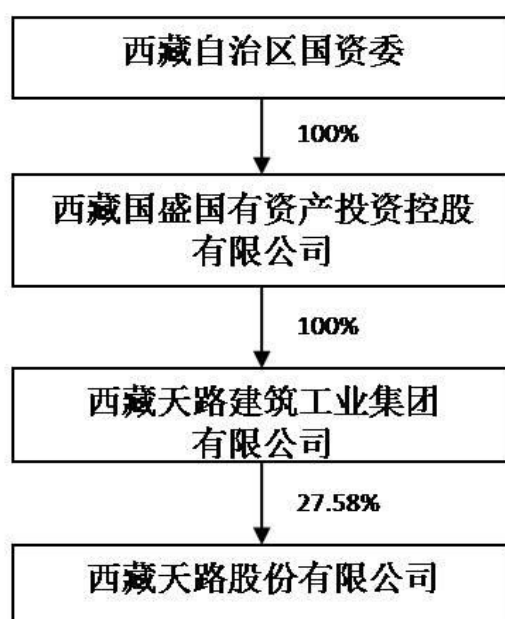 西藏自治区国资委
100%
西藏国盛国有资产投资控股
有限公司
100%
西藏天路建筑工业集团
有限公司
27.58%
西藏天路股份有限公司